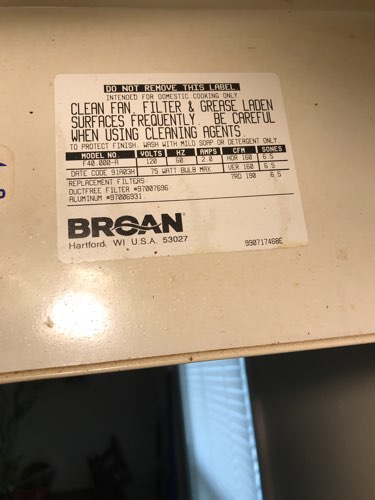 DO NOT REMOVE THIS LABEL
INTENDED FOR DOMESTIC COOKING ONLY
CLEAN FAN, FILTER & GREASE LADEN
SURFACES FREQUENTLY. BE CAREFUL
WHEN USING CLEANING AGENTS.
TO PROTECT FINISH, WASH WITH MILD SOAP OR DETERGENT ONLY
MODEL NO. VOLTS HZ AMPS CFM SONES
F40,000-A 120 60 2.0 HOR 160 6.5
DATE CODE 91A03H 75 WATT BULB MAX. VER 160 6.5
REPLACEMENT FILTERS: 7RD 190 6.5
DUCTFREE FILTER #97007696
ALUMINUM #97006931
BROAN
Hartford, WI U.S.A. 53027
99071746BE